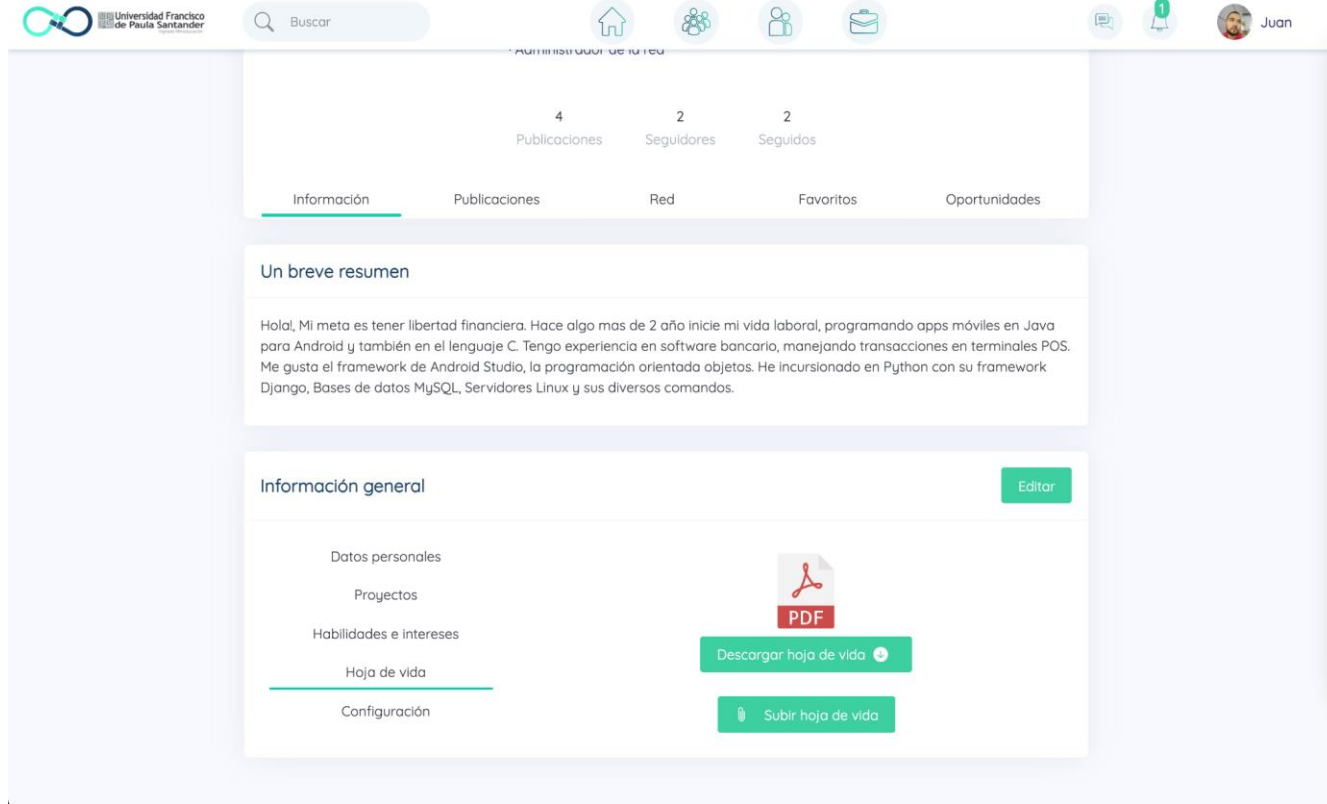 Universidad Francisco
de Paula Santander
Buscar
1
Juan
Administrador de la red
4
2
2
Publicaciones
Seguidores
Seguidos
Información
Publicaciones
Red
Favoritos
Oportunidades
Un breve resumen
Hola!, Mi meta es tener libertad financiera. Hace algo mas de 2 año inicie mi vida laboral, programando apps móviles en Java
para Android y también en el lenguaje C. Tengo experiencia en software bancario, manejando transacciones en terminales POS.
Me gusta el framework de Android Studio, la programación orientada objetos. He incursionado en Python con su framework
Django, Bases de datos MySQL, Servidores Linux y sus diversos comandos.
Información general
Editar
Datos personales
Proyectos
Habilidades e intereses
Hoja de vida
Configuración
PDF
Descargar hoja de vida
Subir hoja de vida